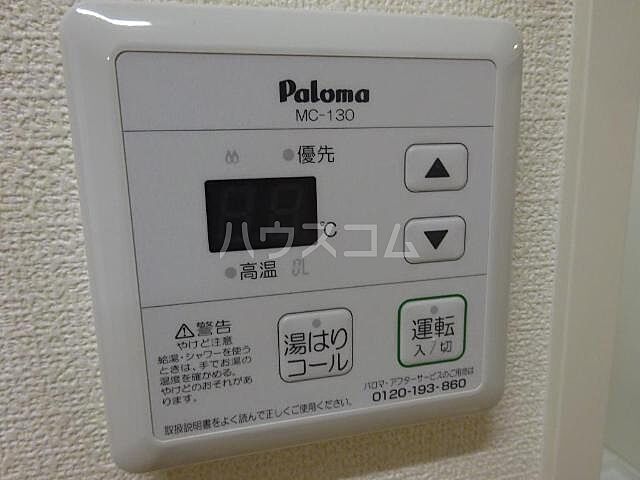 Paloma
MC-130
優先
℃
高温
ハウスコム
警告
やけど注意
給湯・シャワーを使う
ときは、手でお湯の
温度を確かめる。
やけどのおそれがあ
ります。
湯はり
コール
運転
入/切
パロマ・アフターサービスのご用命は
0120-193-860
取扱説明書をよく読んで正しくご使用ください。